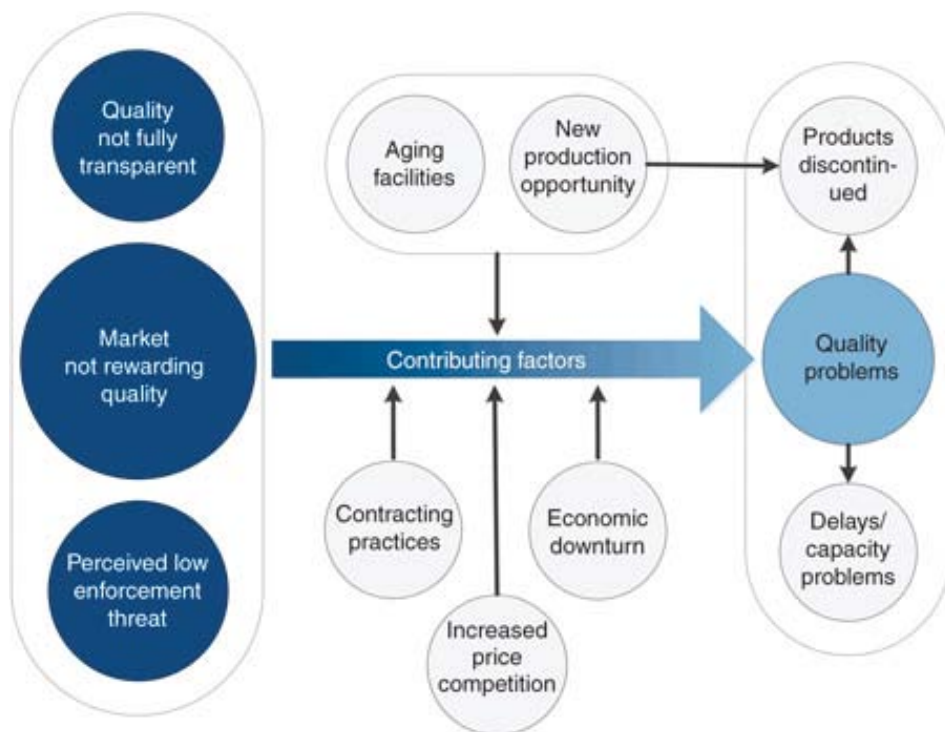 Quality
not fully
transparent
Market
not rewarding
quality
Perceived low
enforcement
threat
Aging
facilities
New
production
opportunity
Contributing factors
Contracting
practices
Increased
price
competition
Economic
downturn
Products
discontin-
ued
Quality
problems
Delays/
capacity
problems